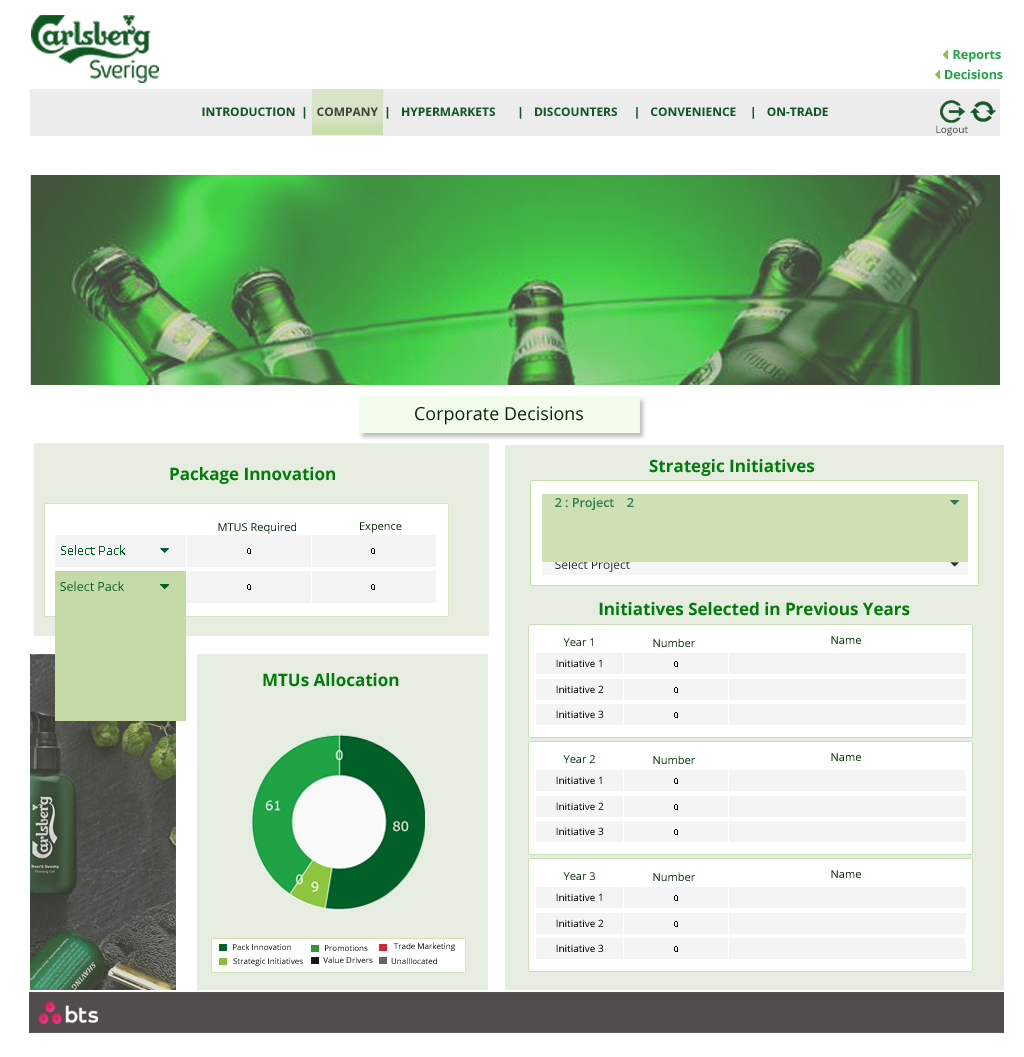 Carlsberg
Sverige
Reports
Decisions
INTRODUCTION | COMPANY | HYPERMARKETS | DISCOUNTERS | CONVENIENCE | ON-TRADE
Logout
Corporate Decisions
Package Innovation
MTUS Required Expence
Select Pack 0 0
Select Pack 0 0
Strategic Initiatives
2 : Project 2
Select Project
Initiatives Selected in Previous Years
Year 1 Number Name
Initiative 1 0
Initiative 2 0
Initiative 3 0
Year 2 Number Name
Initiative 1 0
Initiative 2 0
Initiative 3 0
Year 3 Number Name
Initiative 1 0
Initiative 2 0
Initiative 3 0
Carlsberg
SHAVING
MTUs Allocation
0
61
80
0
9
Pack Innovation Promotions Trade Marketing
Strategic Initiatives Value Drivers Unallocated
bts